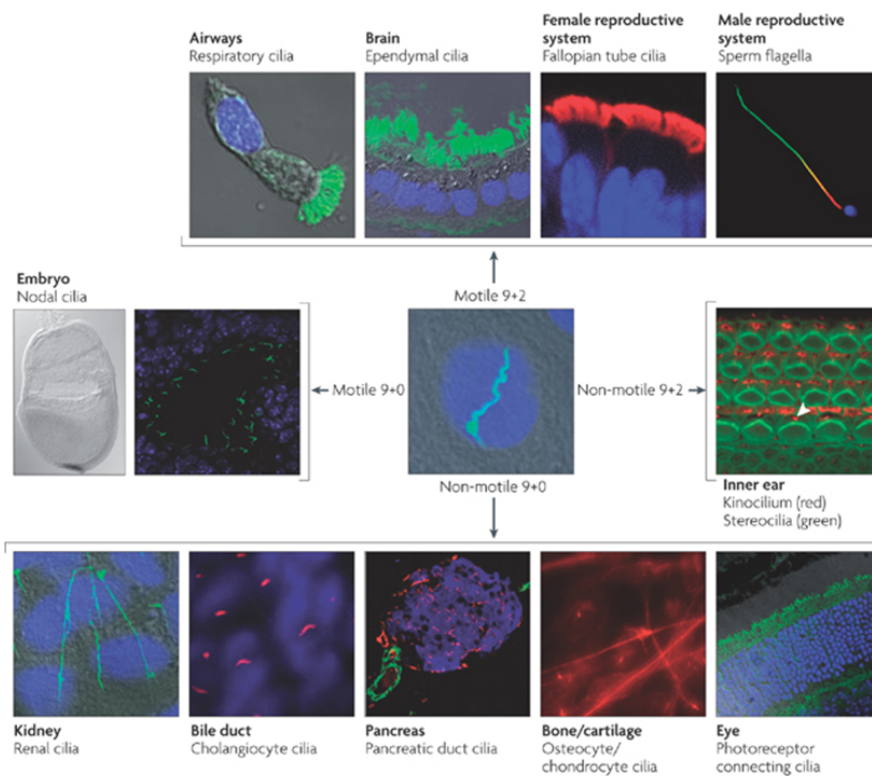 Airways
Respiratory cilia
Brain
Ependymal cilia
Female reproductive
system
Fallopian tube cilia
Male reproductive
system
Sperm flagella
Motile 9+2
Embryo
Nodal cilia
Motile 9+0
Non-motile 9+2
Non-motile 9+0
Inner ear
Kinocilium (red)
Stereocilia (green)
Kidney
Renal cilia
Bile duct
Cholangiocyte cilia
Pancreas
Pancreatic duct cilia
Bone/cartilage
Osteocyte/
chondrocyte cilia
Eye
Photoreceptor
connecting cilia